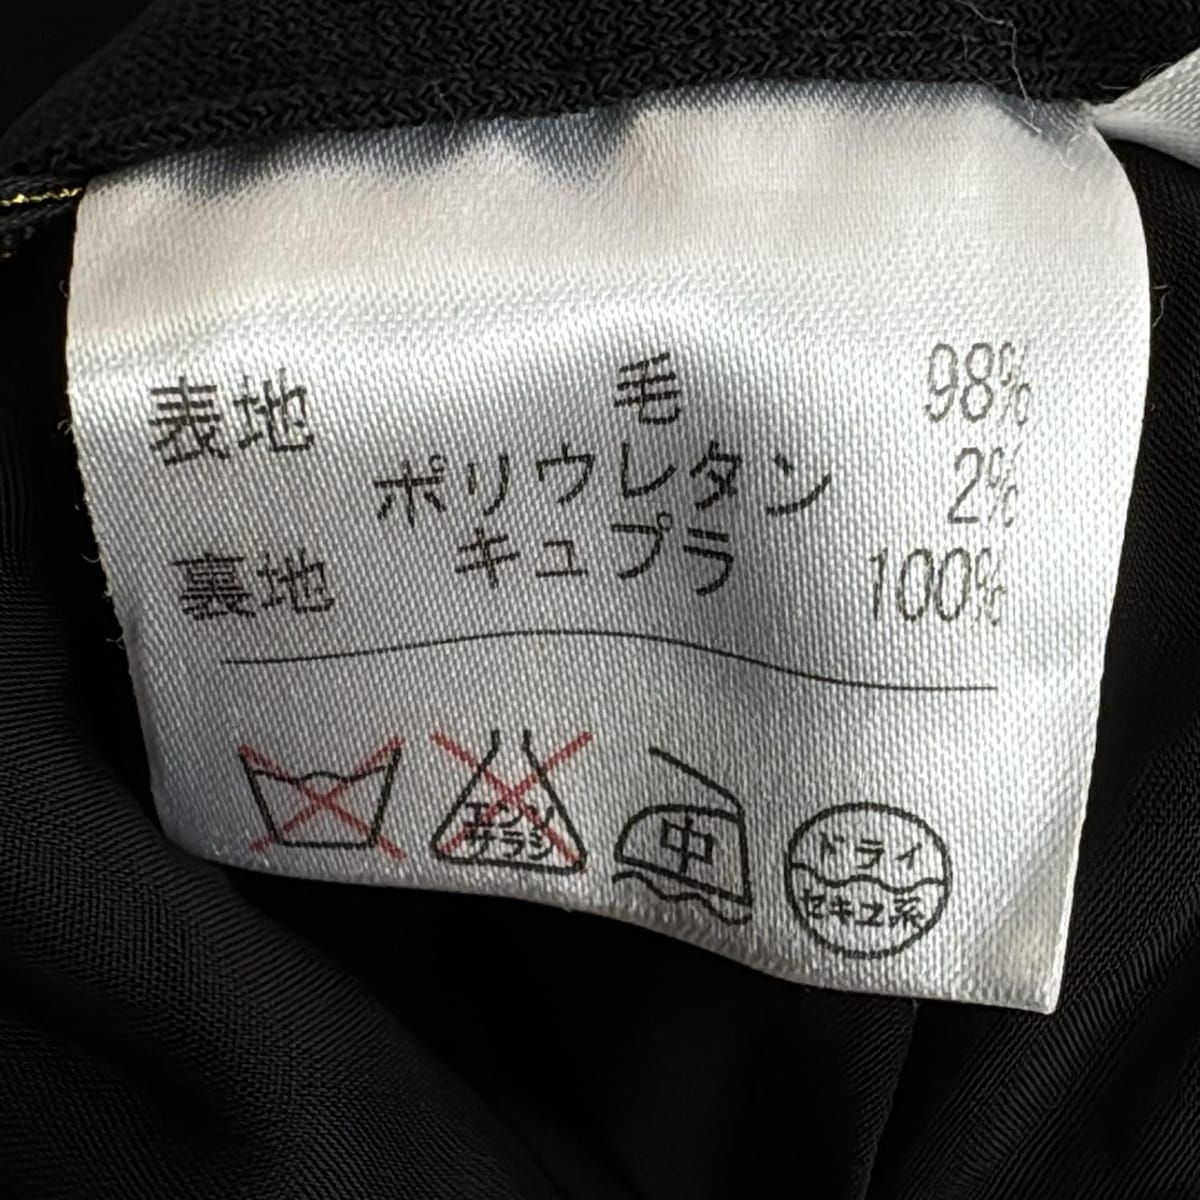 表地 毛 98%
ポリウレタン 2%
裏地 キュプラ 100%
エンソ
サラシ
中
ドライ
セキユ系